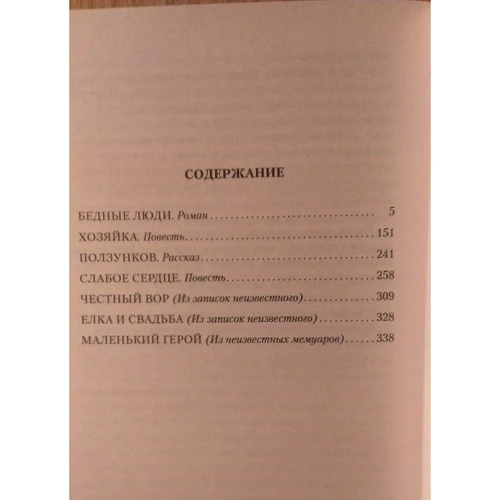 СОДЕРЖАНИЕ
БЕДНЫЕ ЛЮДИ. Роман ........ 5
ХОЗЯЙКА. Повесть ........ 151
ПОЛЗУНКОВ. Рассказ ........ 241
СЛАБОЕ СЕРДЦЕ. Повесть ........ 258
ЧЕСТНЫЙ ВОР (Из записок неизвестного) ........ 309
ЕЛКА И СВАДЬБА (Из записок неизвестного) ........ 328
МАЛЕНЬКИЙ ГЕРОЙ (Из неизвестных мемуаров) ..... 338